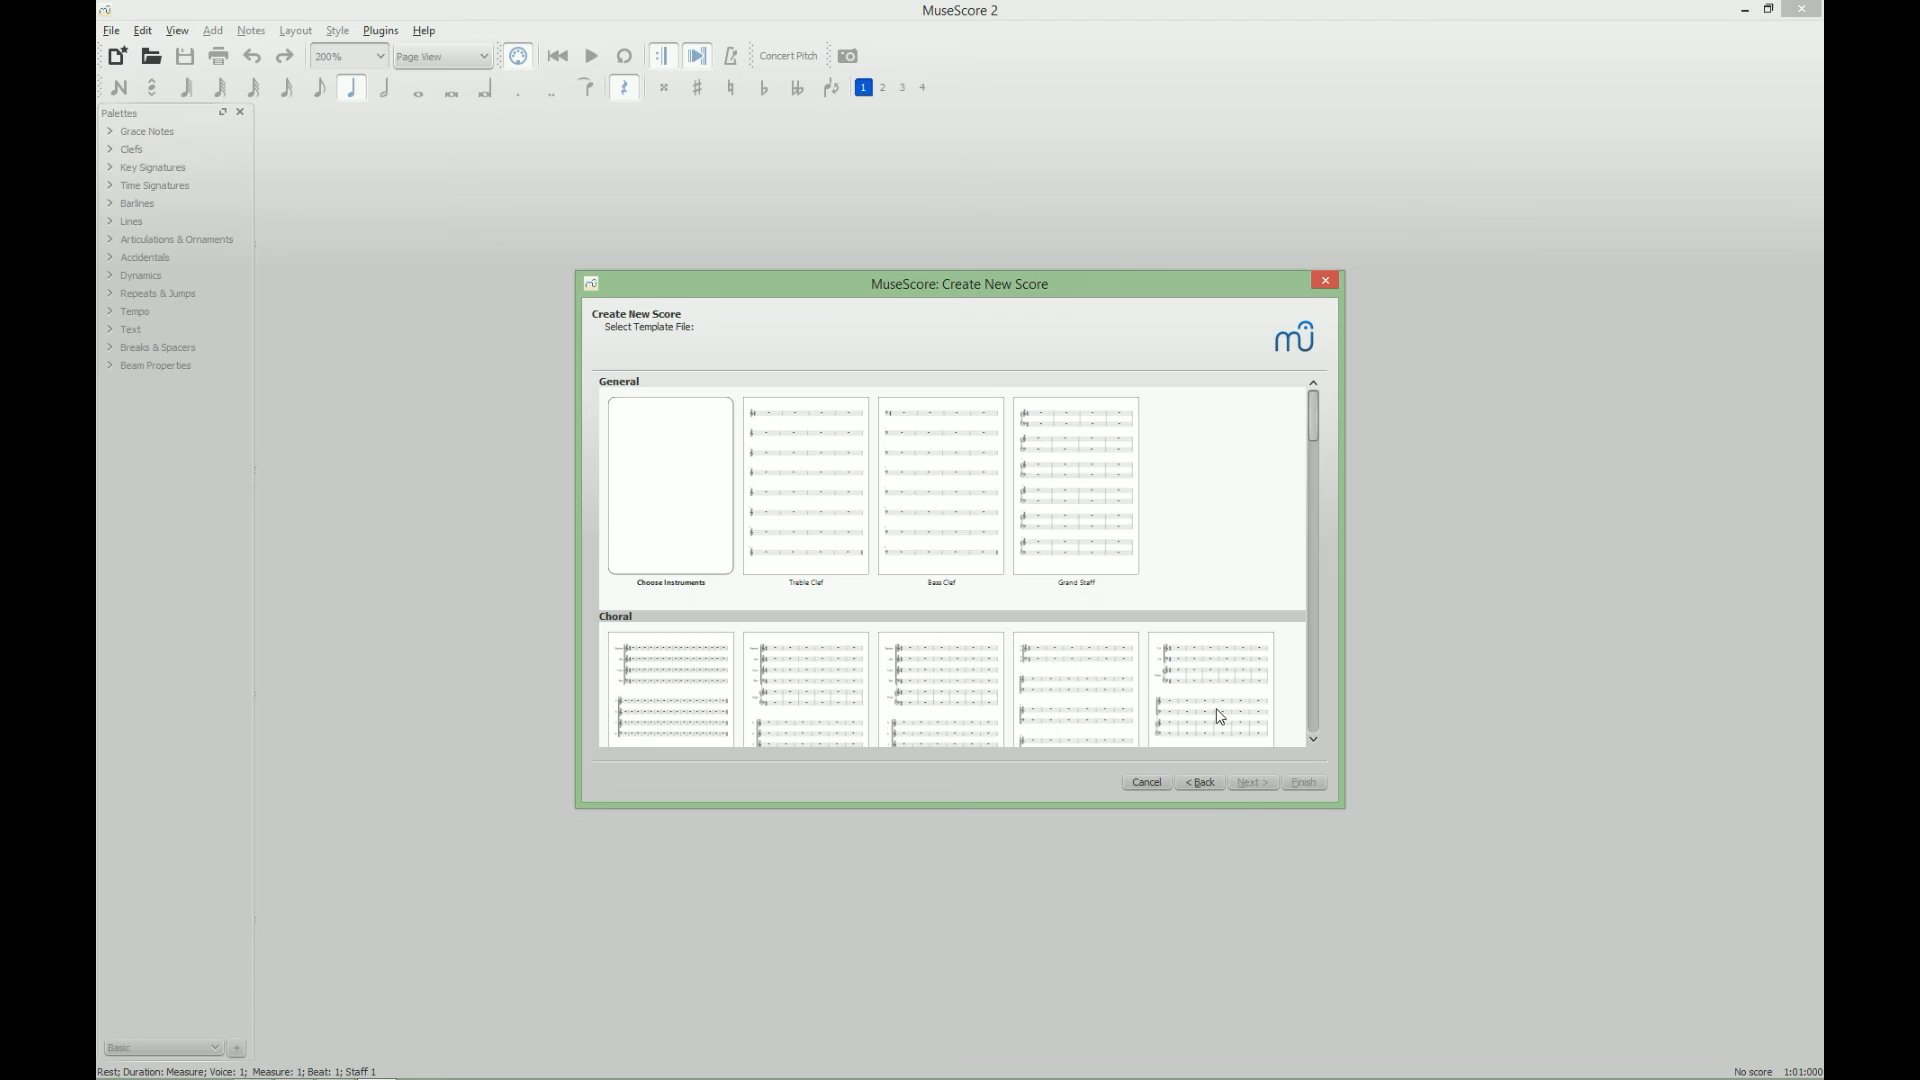 MuseScore 2
File Edit View Add Notes Layout Style Plugins Help
200% Page View Concert Pitch
1 2 3 4
Palettes
> Grace Notes
> Clefs
> Key Signatures
> Time Signatures
> Barlines
> Lines
> Articulations & Ornaments
> Accidentals
> Dynamics
> Repeats & Jumps
> Tempo
> Text
> Breaks & Spacers
> Beam Properties
MuseScore: Create New Score
Create New Score
Select Template File:
General
Choose Instruments Treble Clef Bass Clef Grand Staff
Choral
Cancel < Back Next > Finish
Basic
Rest; Duration: Measure; Voice: 1; Measure: 1; Beat: 1; Staff 1
No score 1:01:000